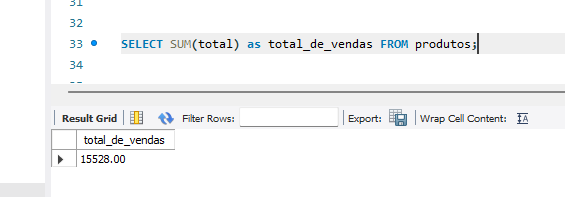 31
32
33 SELECT SUM(total) as total_de_vendas FROM produtos;
34
Result Grid Filter Rows: Export: Wrap Cell Content: IA
total_de_vendas
15528.00